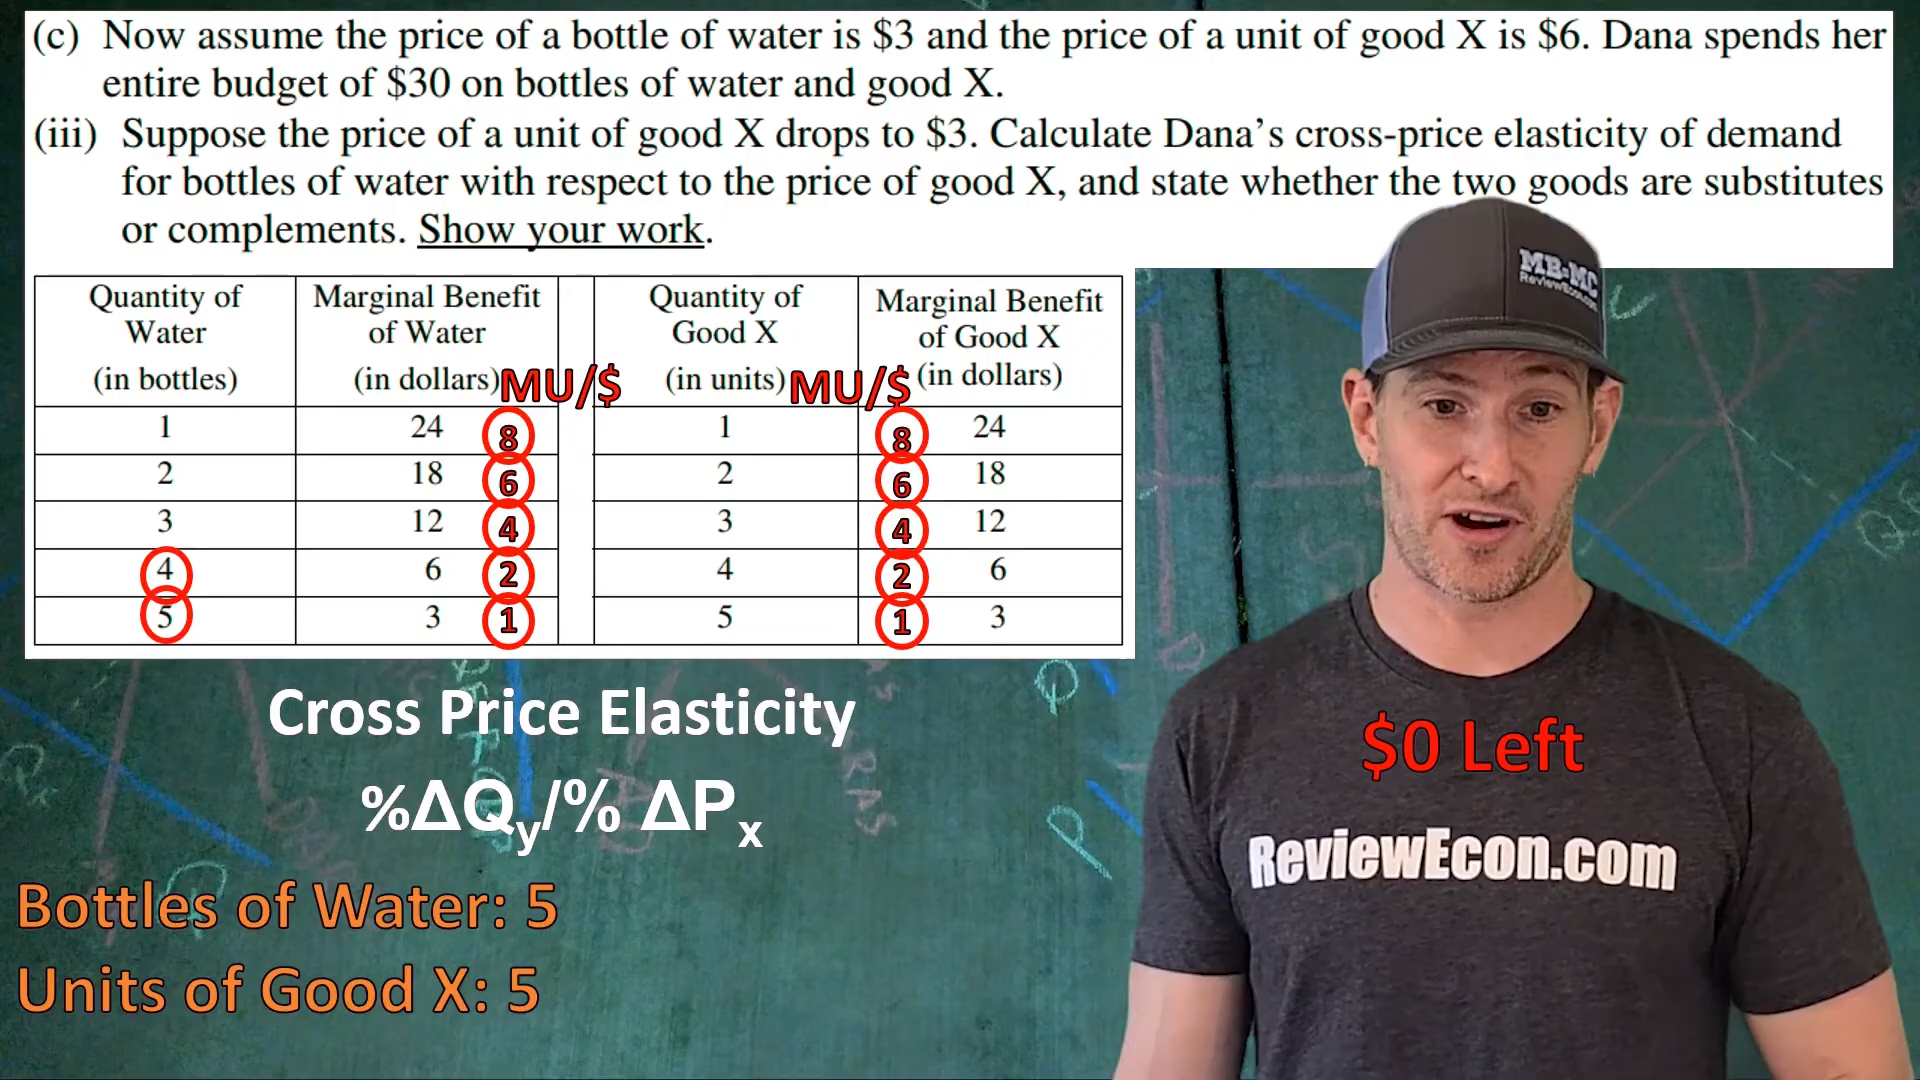 (c) Now assume the price of a bottle of water is $3 and the price of a unit of good X is $6. Dana spends her
entire budget of $30 on bottles of water and good X.
(iii) Suppose the price of a unit of good X drops to $3. Calculate Dana's cross-price elasticity of demand
for bottles of water with respect to the price of good X, and state whether the two goods are substitutes
or complements. Show your work.
Quantity of Water (in bottles) Marginal Benefit of Water (in dollars) MU/$ Quantity of Good X (in units) MU/$ Marginal Benefit of Good X (in dollars)
1 24 8 1 8 24
2 18 6 2 6 18
3 12 4 3 4 12
4 6 2 4 2 6
5 3 1 5 1 3
MB=MC
ReviewEcon.com
Cross Price Elasticity
%ΔQy/% ΔPx
$0 Left
ReviewEcon.com
Bottles of Water: 5
Units of Good X: 5